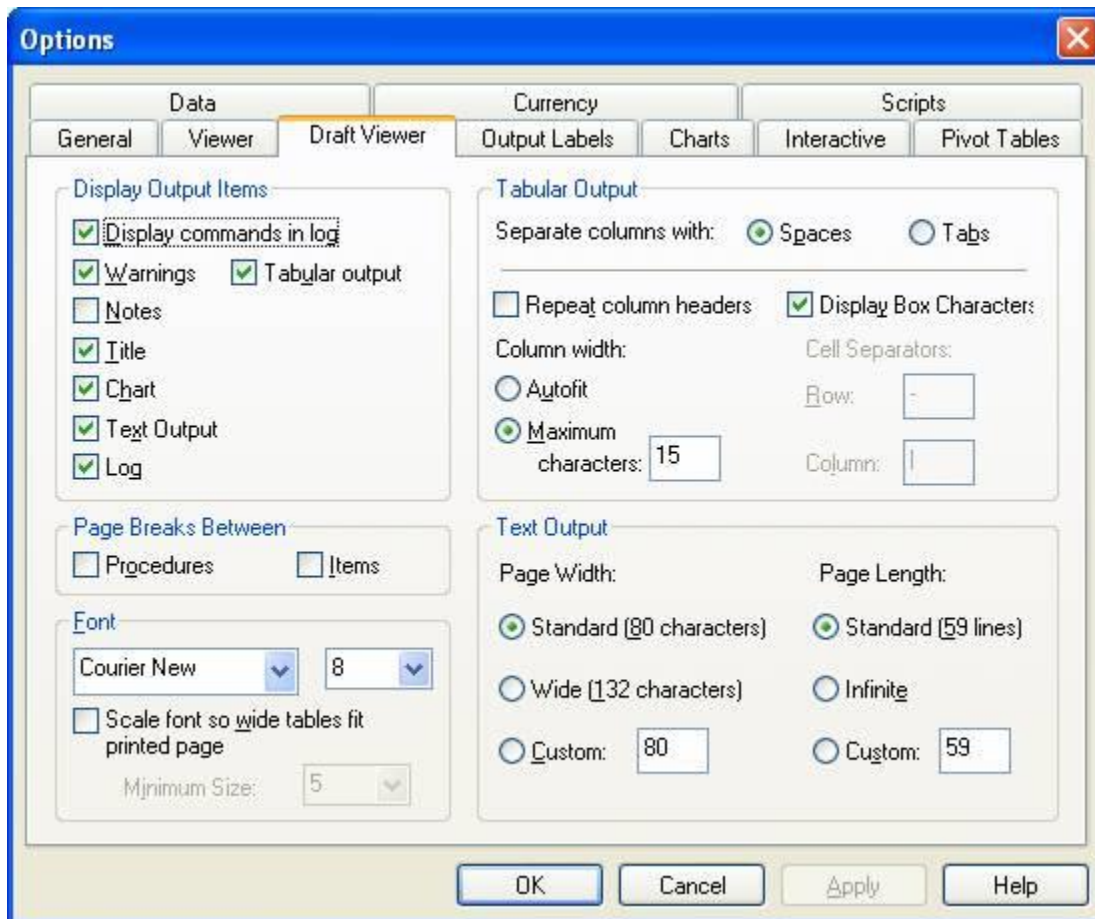 Options
Data Currency Scripts
General Viewer Draft Viewer Output Labels Charts Interactive Pivot Tables
Display Output Items
Display commands in log
Warnings Tabular output
Notes
Title
Chart
Text Output
Log
Page Breaks Between
Procedures Items
Font
Courier New 8
Scale font so wide tables fit
printed page
Minimum Size: 5
Tabular Output
Separate columns with: Spaces Tabs
Repeat column headers Display Box Characters
Column width: Cell Separators:
Autofit Row: -
Maximum
characters: 15 Column: |
Text Output
Page Width: Page Length:
Standard (80 characters) Standard (59 lines)
Wide (132 characters) Infinite
Custom: 80 Custom: 59
OK Cancel Apply Help